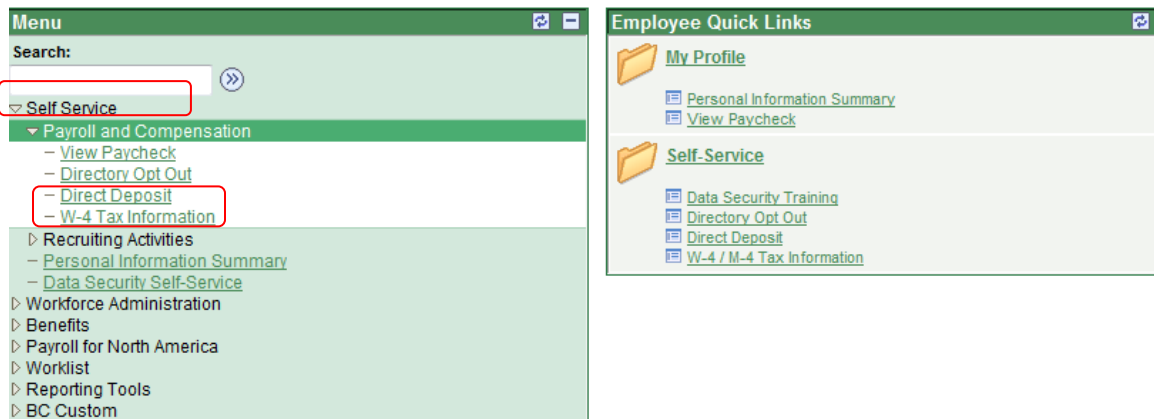 Menu
Search:
Self Service
Payroll and Compensation
– View Paycheck
– Directory Opt Out
– Direct Deposit
– W-4 Tax Information
Recruiting Activities
– Personal Information Summary
– Data Security Self-Service
Workforce Administration
Benefits
Payroll for North America
Worklist
Reporting Tools
BC Custom
Employee Quick Links
My Profile
Personal Information Summary
View Paycheck
Self-Service
Data Security Training
Directory Opt Out
Direct Deposit
W-4 / M-4 Tax Information